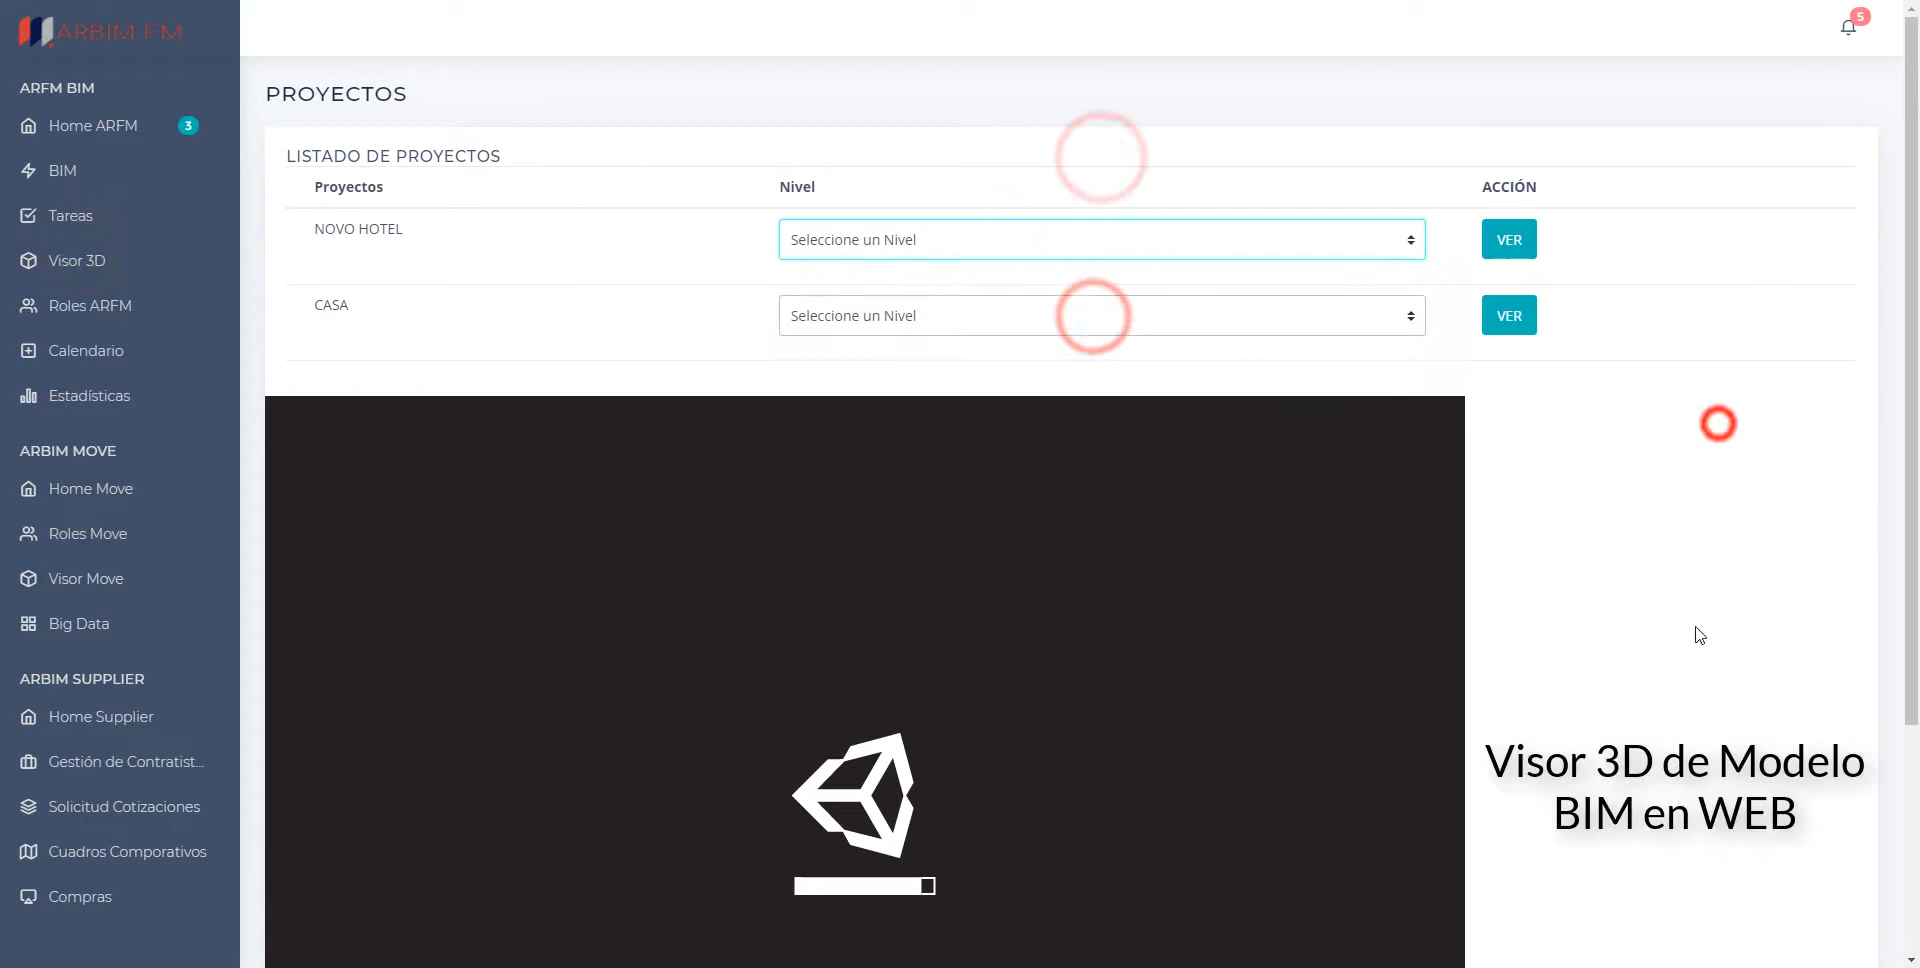 ARBIM FM
5
ARFM BIM
Home ARFM 3
BIM
Tareas
Visor 3D
Roles ARFM
Calendario
Estadísticas
ARBIM MOVE
Home Move
Roles Move
Visor Move
Big Data
ARBIM SUPPLIER
Home Supplier
Gestión de Contratist...
Solicitud Cotizaciones
Cuadros Comporativos
Compras
PROYECTOS
LISTADO DE PROYECTOS
Proyectos Nivel ACCIÓN
NOVO HOTEL Seleccione un Nivel VER
CASA Seleccione un Nivel VER
Visor 3D de Modelo
BIM en WEB